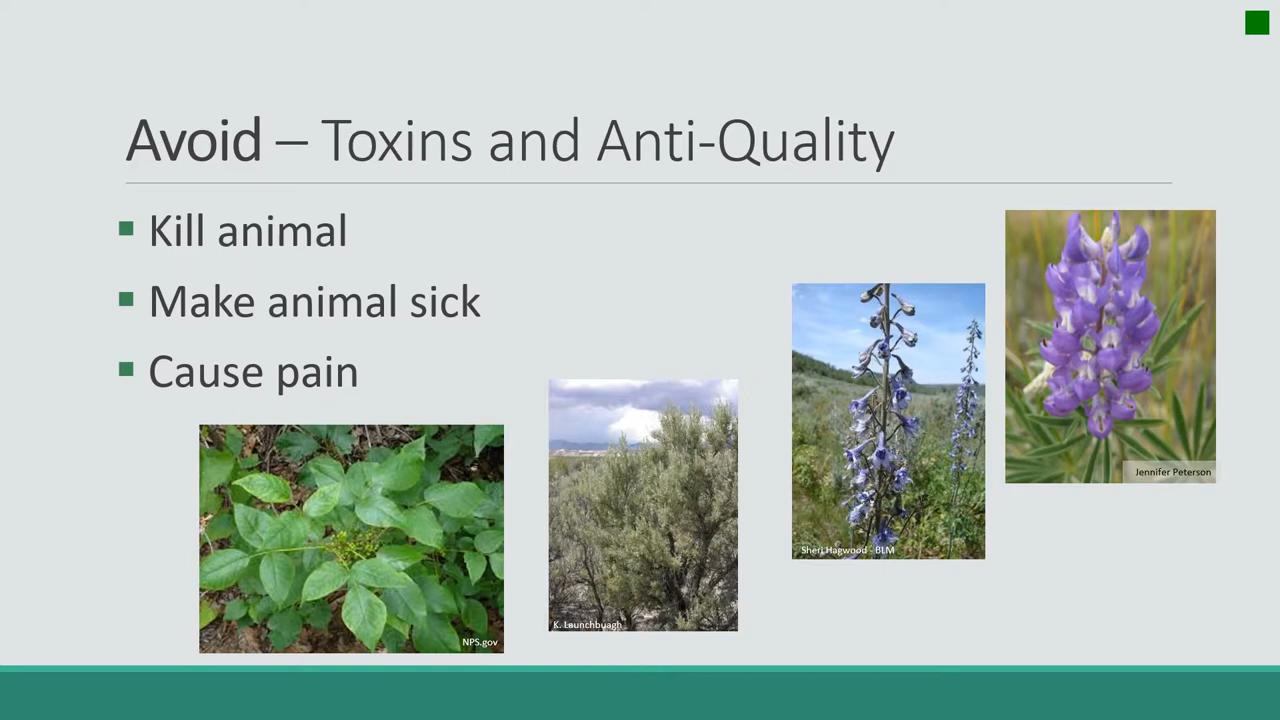 Avoid – Toxins and Anti-Quality
Kill animal
Make animal sick
Cause pain
Jennifer Peterson
Sheri Hagwood - BLM
K. Launchbuagh
NPS.gov